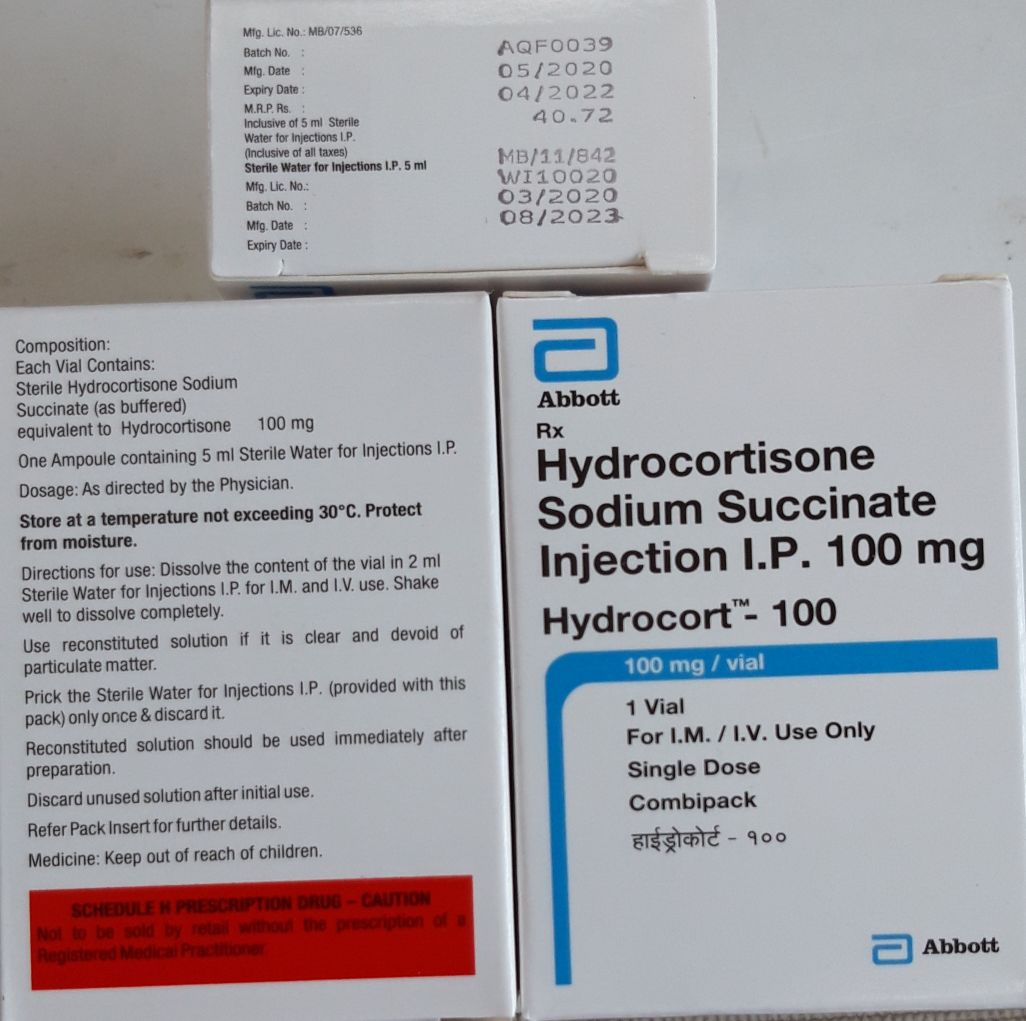 Mfg. Lic. No.: MB/07/536
Batch No. : AQF0039
Mfg. Date : 05/2020
Expiry Date : 04/2022
M.R.P. Rs. : 40.72
Inclusive of 5 ml Sterile
Water for Injections I.P.
(Inclusive of all taxes)
Sterile Water for Injections I.P. 5 ml
Mfg. Lic. No.: MB/11/842
Batch No. : WI10020
Mfg. Date : 03/2020
Expiry Date : 08/2023
Composition:
Each Vial Contains:
Sterile Hydrocortisone Sodium
Succinate (as buffered)
equivalent to Hydrocortisone 100 mg
One Ampoule containing 5 ml Sterile Water for Injections I.P.
Dosage: As directed by the Physician.
Store at a temperature not exceeding 30°C. Protect
from moisture.
Directions for use: Dissolve the content of the vial in 2 ml
Sterile Water for Injections I.P. for I.M. and I.V. use. Shake
well to dissolve completely.
Use reconstituted solution if it is clear and devoid of
particulate matter.
Prick the Sterile Water for Injections I.P. (provided with this
pack) only once & discard it.
Reconstituted solution should be used immediately after
preparation.
Discard unused solution after initial use.
Refer Pack Insert for further details.
Medicine: Keep out of reach of children.
SCHEDULE H PRESCRIPTION DRUG – CAUTION
Not to be sold by retail without the prescription of a
Registered Medical Practitioner.
Abbott
Rx
Hydrocortisone
Sodium Succinate
Injection I.P. 100 mg
Hydrocort™- 100
100 mg / vial
1 Vial
For I.M. / I.V. Use Only
Single Dose
Combipack
हाईड्रोकोर्ट - १००
Abbott